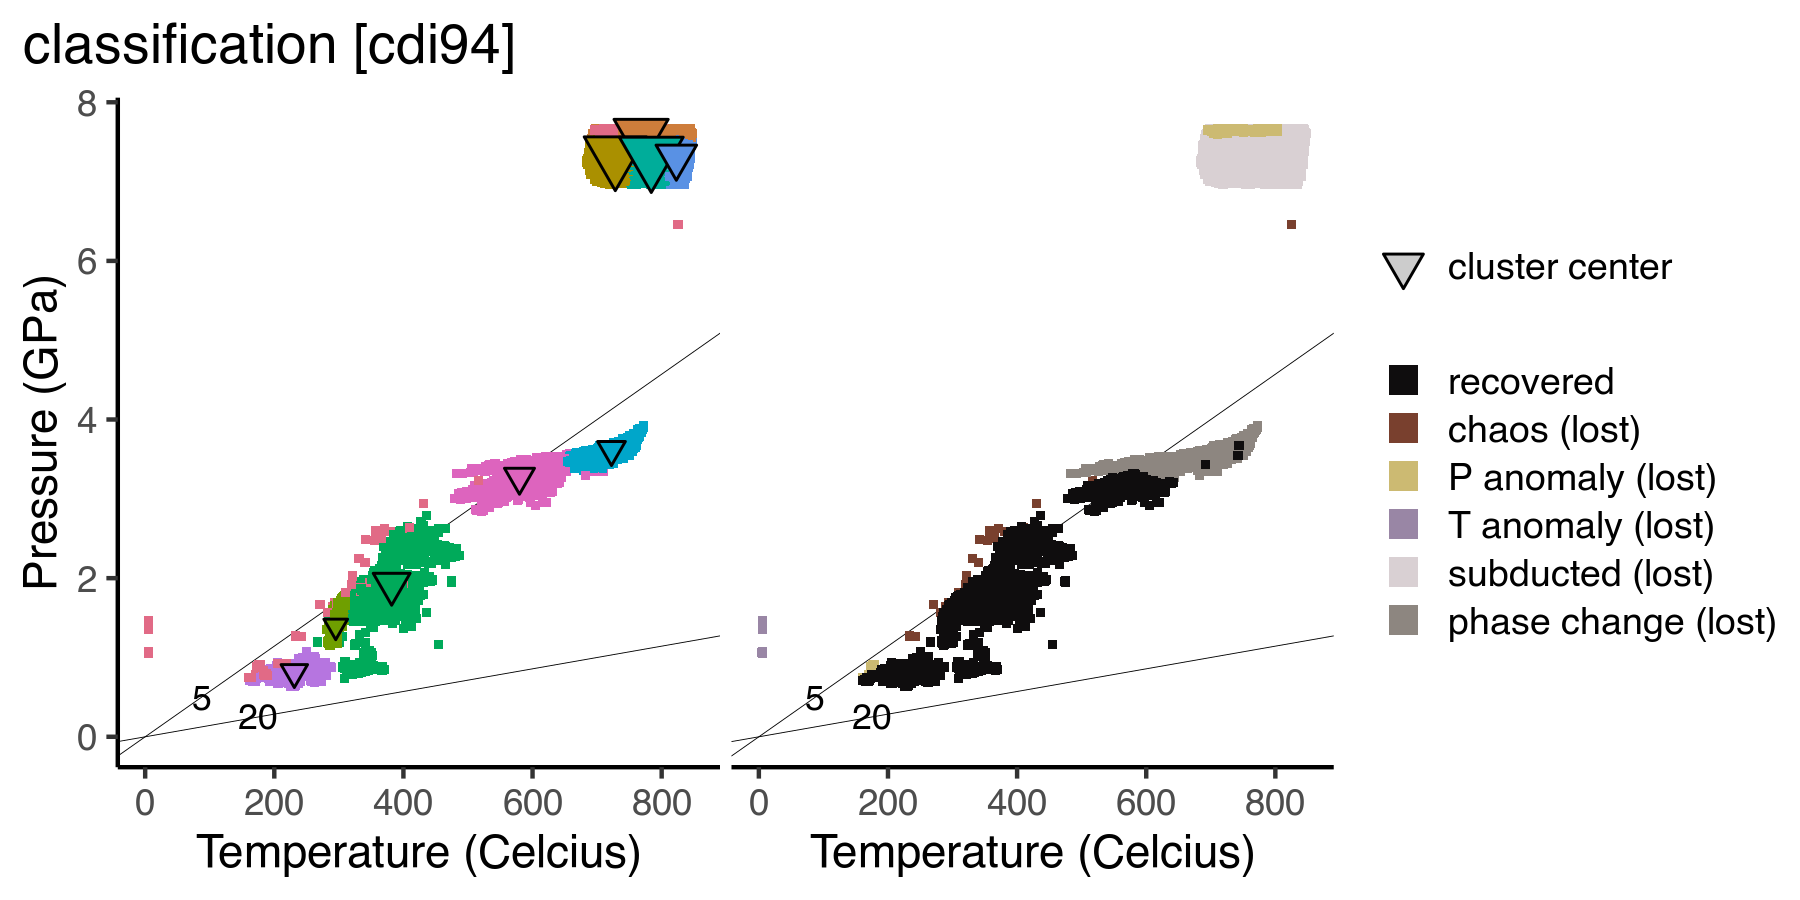 classification [cdi94]
Pressure (GPa)
8
6
4
2
0
5
20
0 200 400 600 800
Temperature (Celcius)
5
20
0 200 400 600 800
Temperature (Celcius)
cluster center
recovered
chaos (lost)
P anomaly (lost)
T anomaly (lost)
subducted (lost)
phase change (lost)